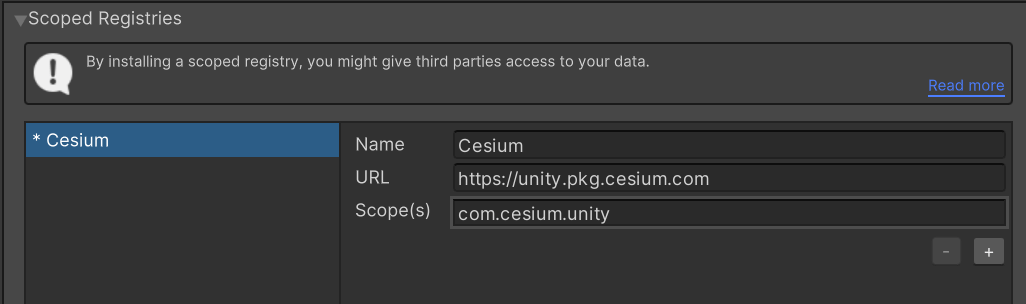 Scoped Registries
By installing a scoped registry, you might give third parties access to your data.
Read more
* Cesium
Name Cesium
URL https://unity.pkg.cesium.com
Scope(s) com.cesium.unity
- +